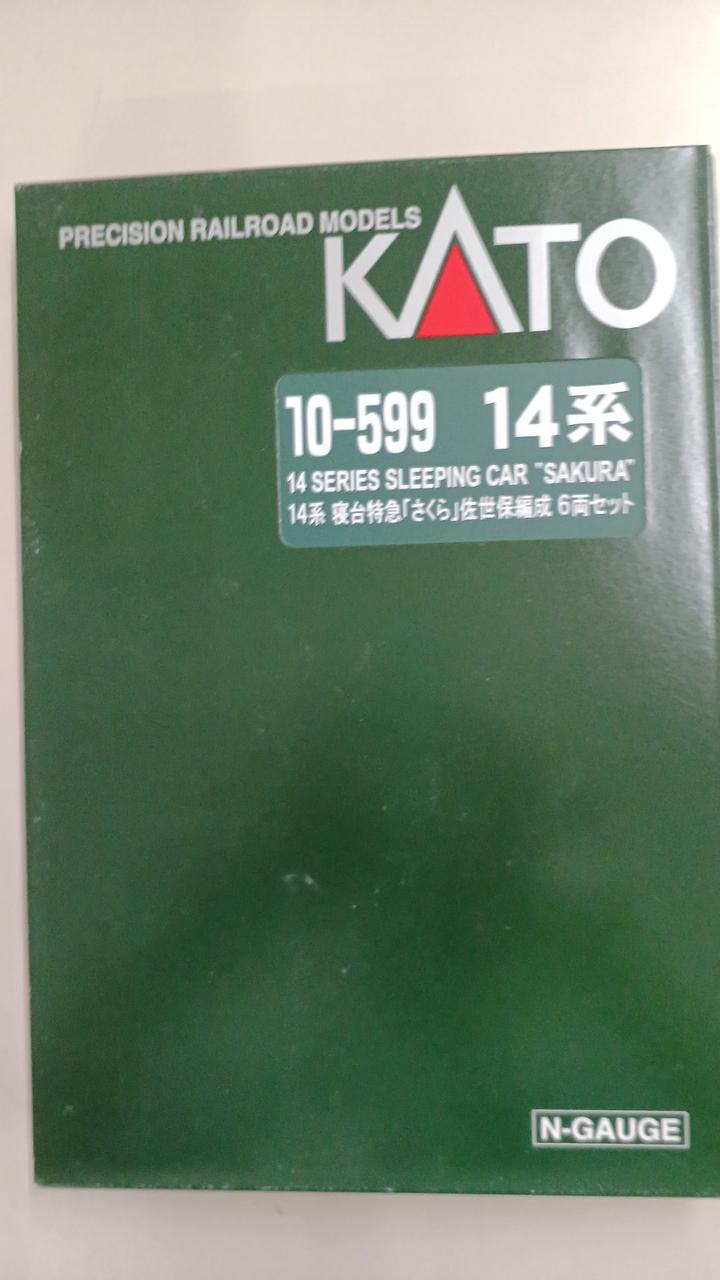 PRECISION RAILROAD MODELS
KATO
10-599 14系
14 SERIES SLEEPING CAR "SAKURA"
14系 寝台特急「さくら」佐世保編成 6両セット
N-GAUGE